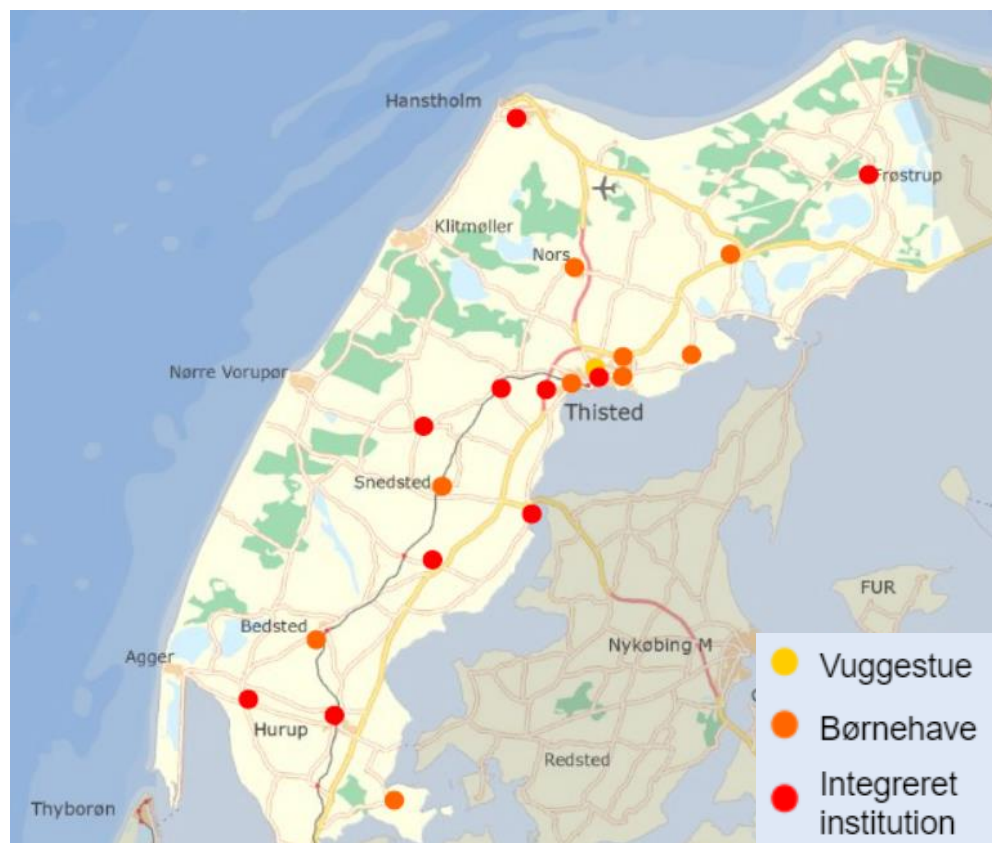 Hanstholm
Frøstrup
Klitmøller
Nors
Nørre Vorupør
Thisted
Snedsted
FUR
Bedsted
Nykøbing M
Agger
Vuggestue
Hurup
Børnehave
Redsted
Integreret
institution
Thyborøn